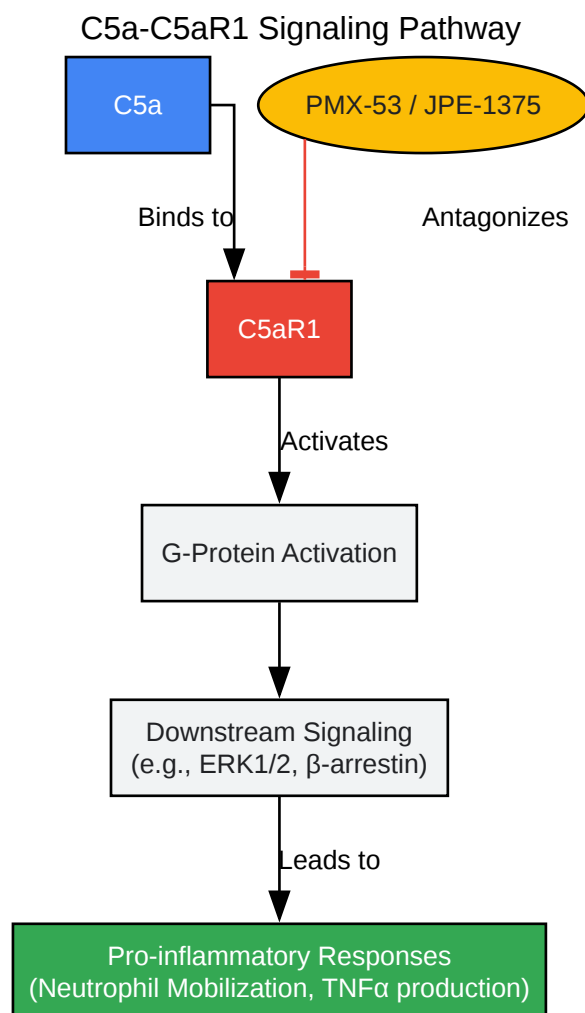 C5a-C5aR1 Signaling Pathway
C5a
PMX-53 / JPE-1375
Binds to
Antagonizes
C5aR1
Activates
G-Protein Activation
Downstream Signaling
(e.g., ERK1/2, β-arrestin)
Leads to
Pro-inflammatory Responses
(Neutrophil Mobilization, TNFα production)